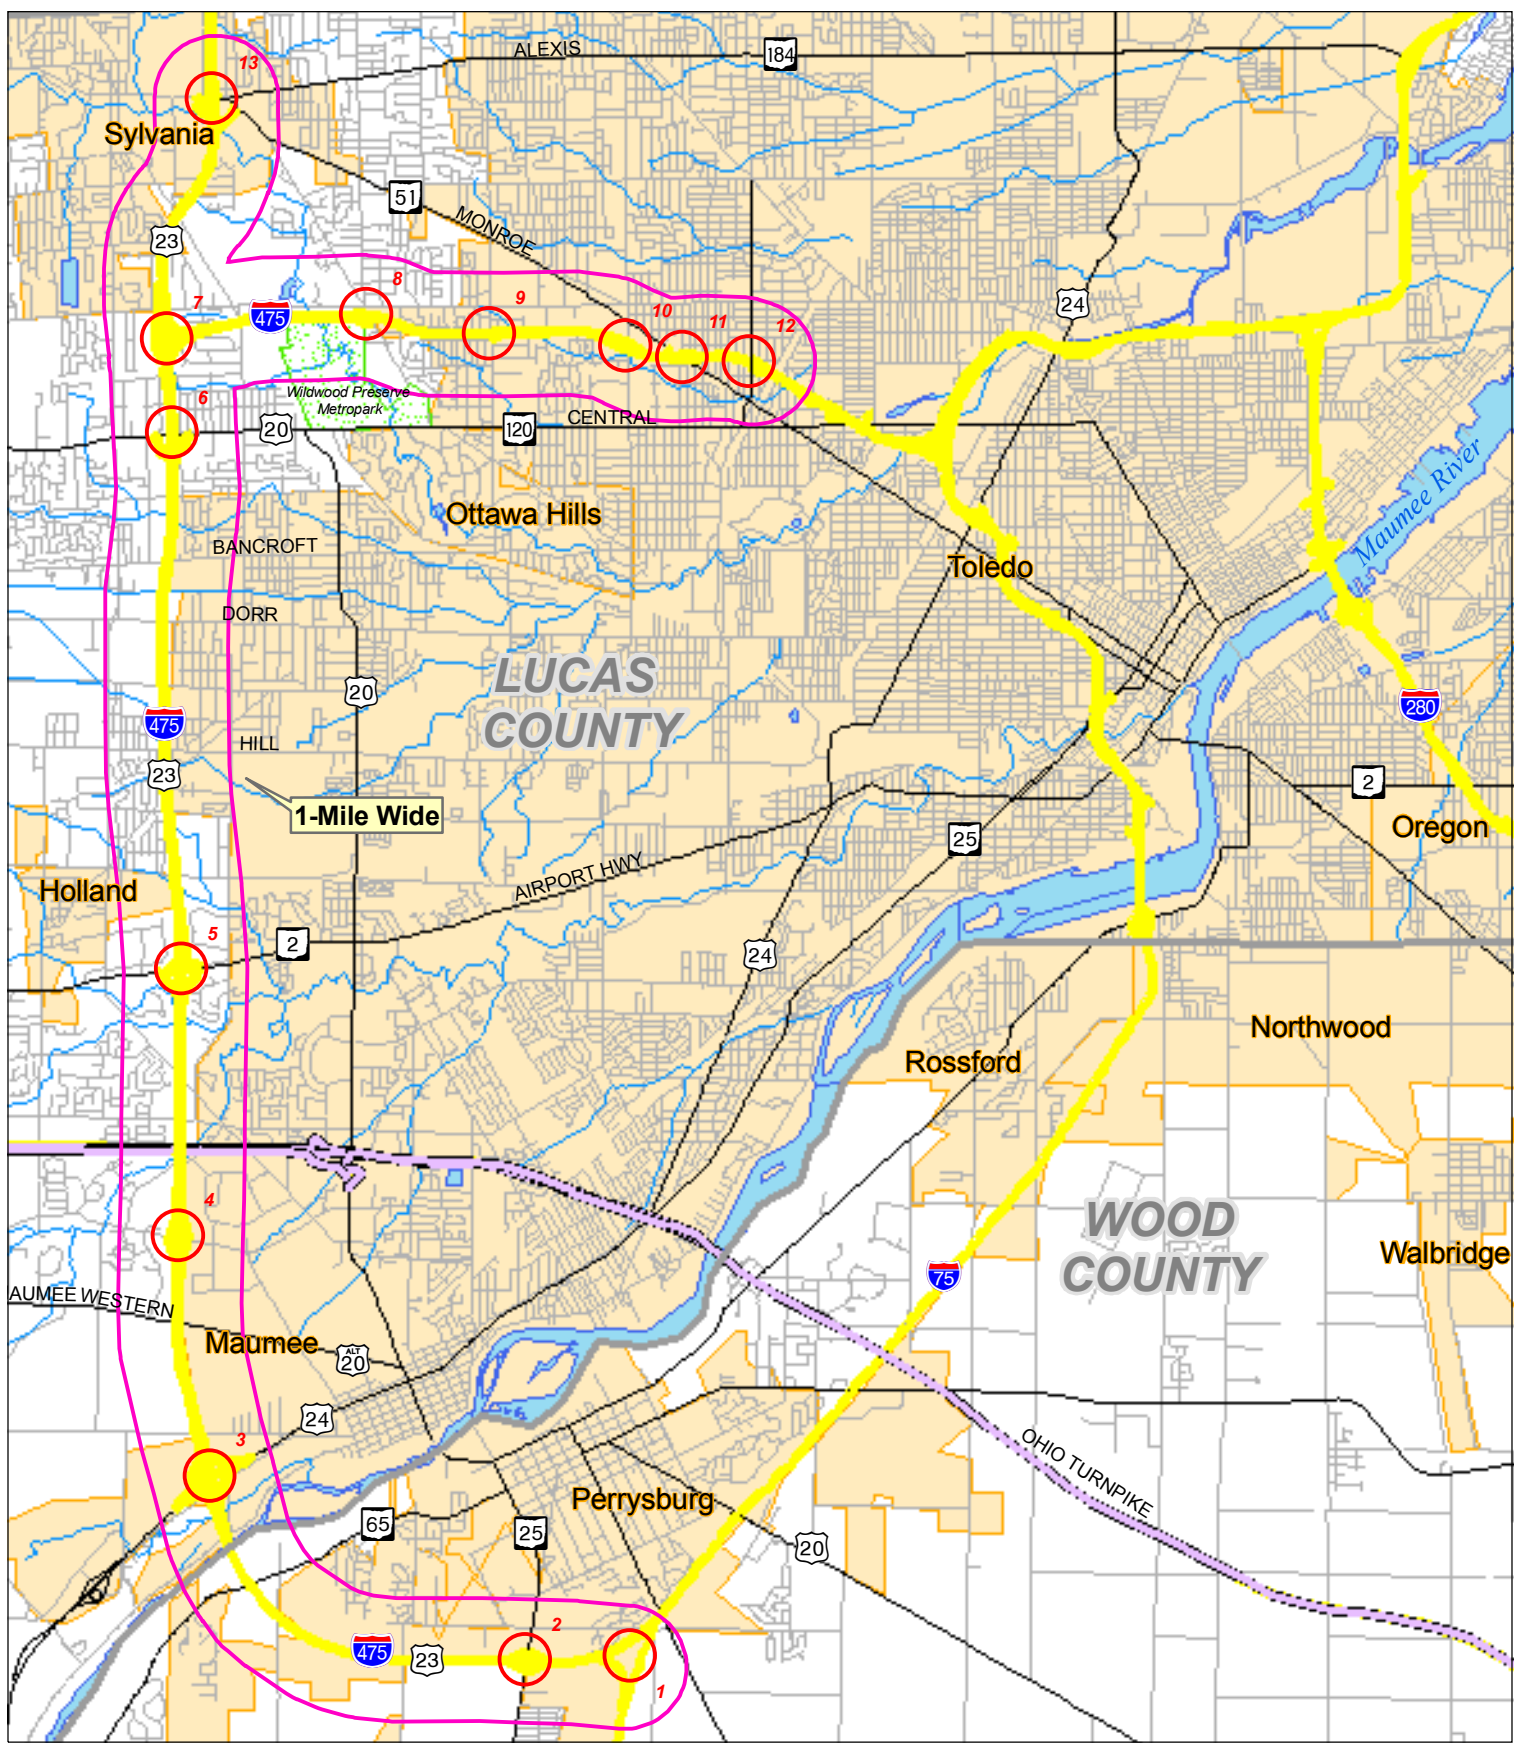 ALEXIS
184
13
Sylvania
51
MONROE
23
7
475
8
9
10
11
12
24
6
Wildwood Preserve
Metropark
20
120
CENTRAL
Maumee River
Ottawa Hills
BANCROFT
Toledo
DORR
LUCAS
COUNTY
20
475
280
HILL
23
2
1-Mile Wide
Oregon
25
AIRPORT HWY
Holland
5
2
24
Northwood
Rossford
4
WOOD
COUNTY
Walbridge
75
AUMEE WESTERN
Maumee
ALT
20
24
3
OHIO TURNPIKE
Perrysburg
65
25
20
2
475
23
1